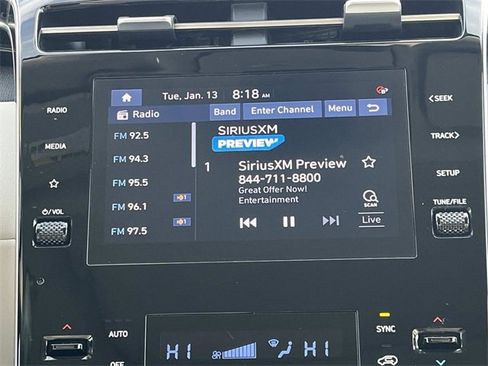 Tue, Jan. 13 8:18 AM
Radio Band Enter Channel Menu
RADIO
MEDIA
⏻/VOL
FM 92.5
FM 94.3
FM 95.5
FM 96.1
FM 97.5
SIRIUSXM
PREVIEW
1 SiriusXM Preview
844-711-8800
Great Offer Now!
Entertainment
SCAN
Live
<SEEK
TRACK>
SETUP
TUNE/FILE
AUTO
OFF
HI HI
SYNC